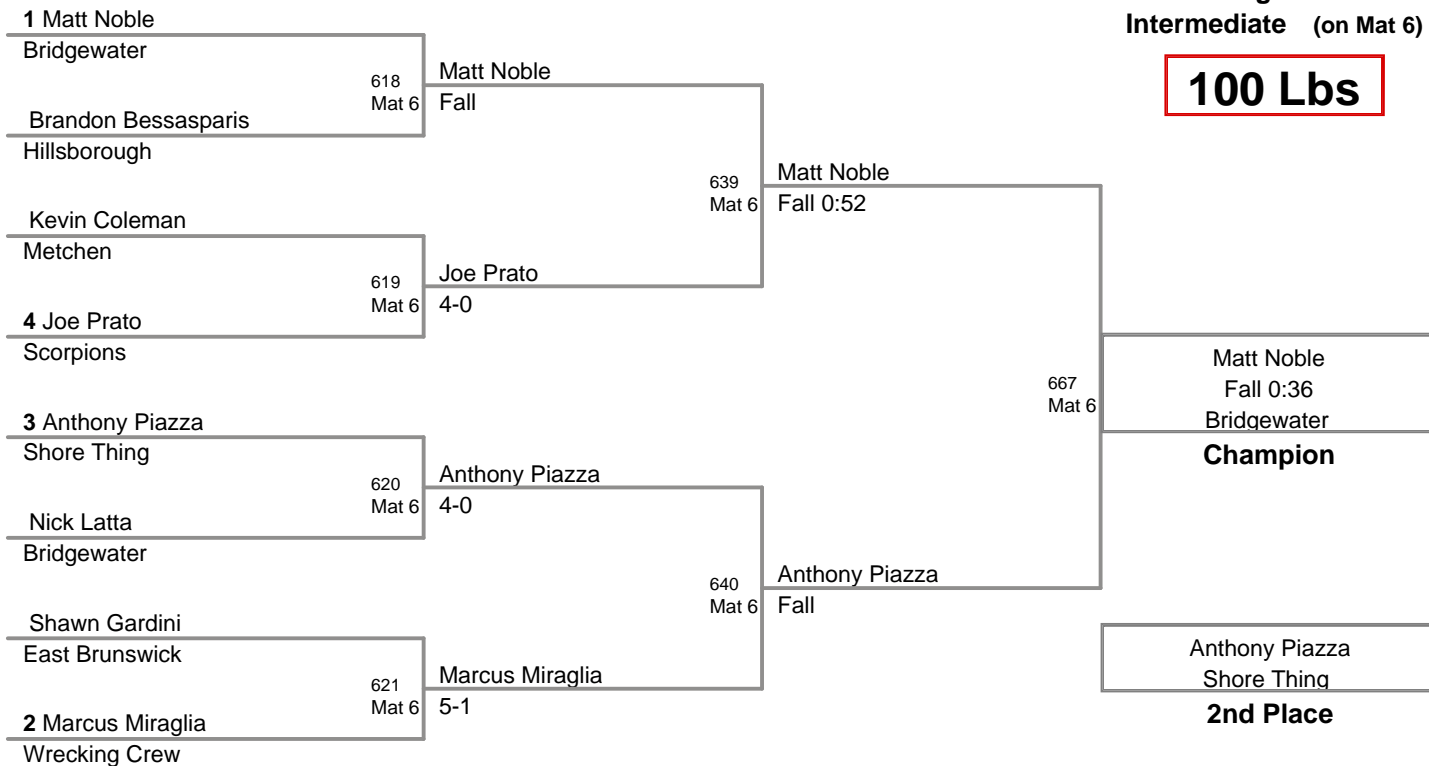 Intermediate (on Mat 6)
100 Lbs
1 Matt Noble
Bridgewater
618
Mat 6
Matt Noble
Fall
Brandon Bessasparis
Hillsborough
639
Mat 6
Matt Noble
Fall 0:52
Kevin Coleman
Metchen
619
Mat 6
Joe Prato
4-0
4 Joe Prato
Scorpions
667
Mat 6
Matt Noble
Fall 0:36
Bridgewater
Champion
3 Anthony Piazza
Shore Thing
620
Mat 6
Anthony Piazza
4-0
Nick Latta
Bridgewater
640
Mat 6
Anthony Piazza
Fall
Shawn Gardini
East Brunswick
621
Mat 6
Marcus Miraglia
5-1
2 Marcus Miraglia
Wrecking Crew
Anthony Piazza
Shore Thing
2nd Place